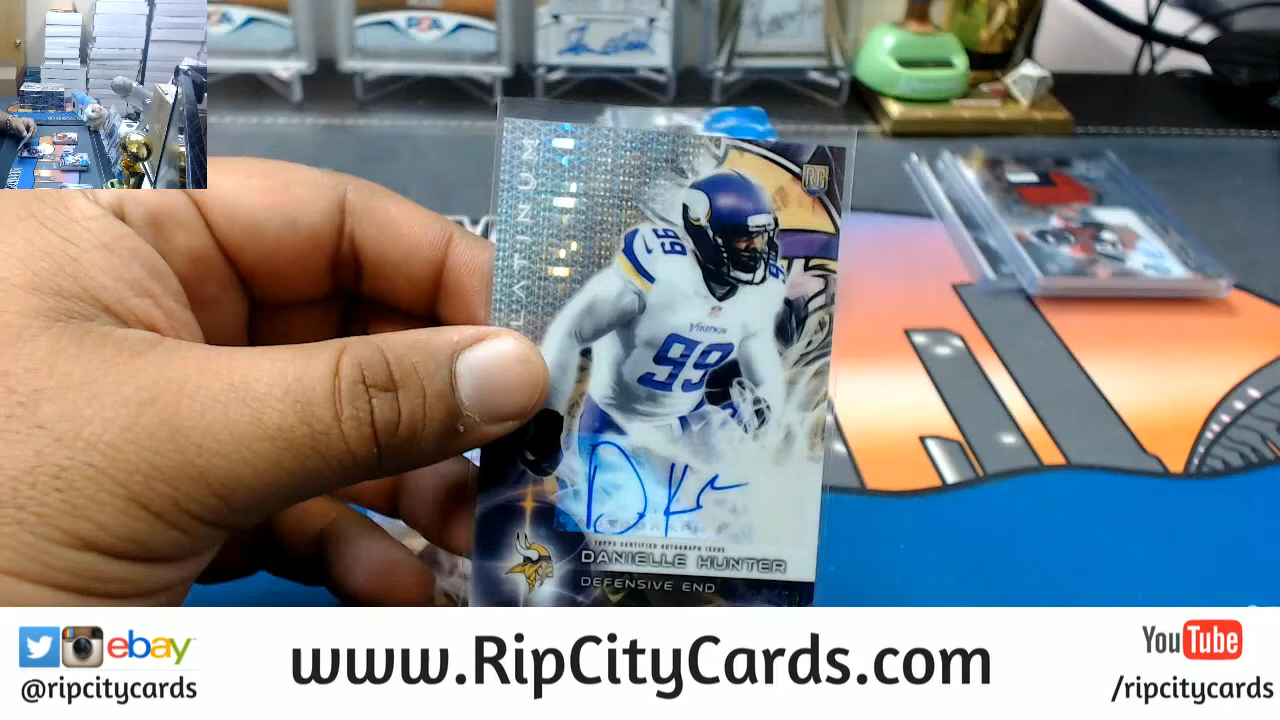 PLATINUM
RC
99
99
VIKINGS
99
TOPPS CERTIFIED AUTOGRAPH ISSUE
DANIELLE HUNTER
DEFENSIVE END
ebay
@ripcitycards
www.RipCityCards.com
YouTube
/ripcitycards